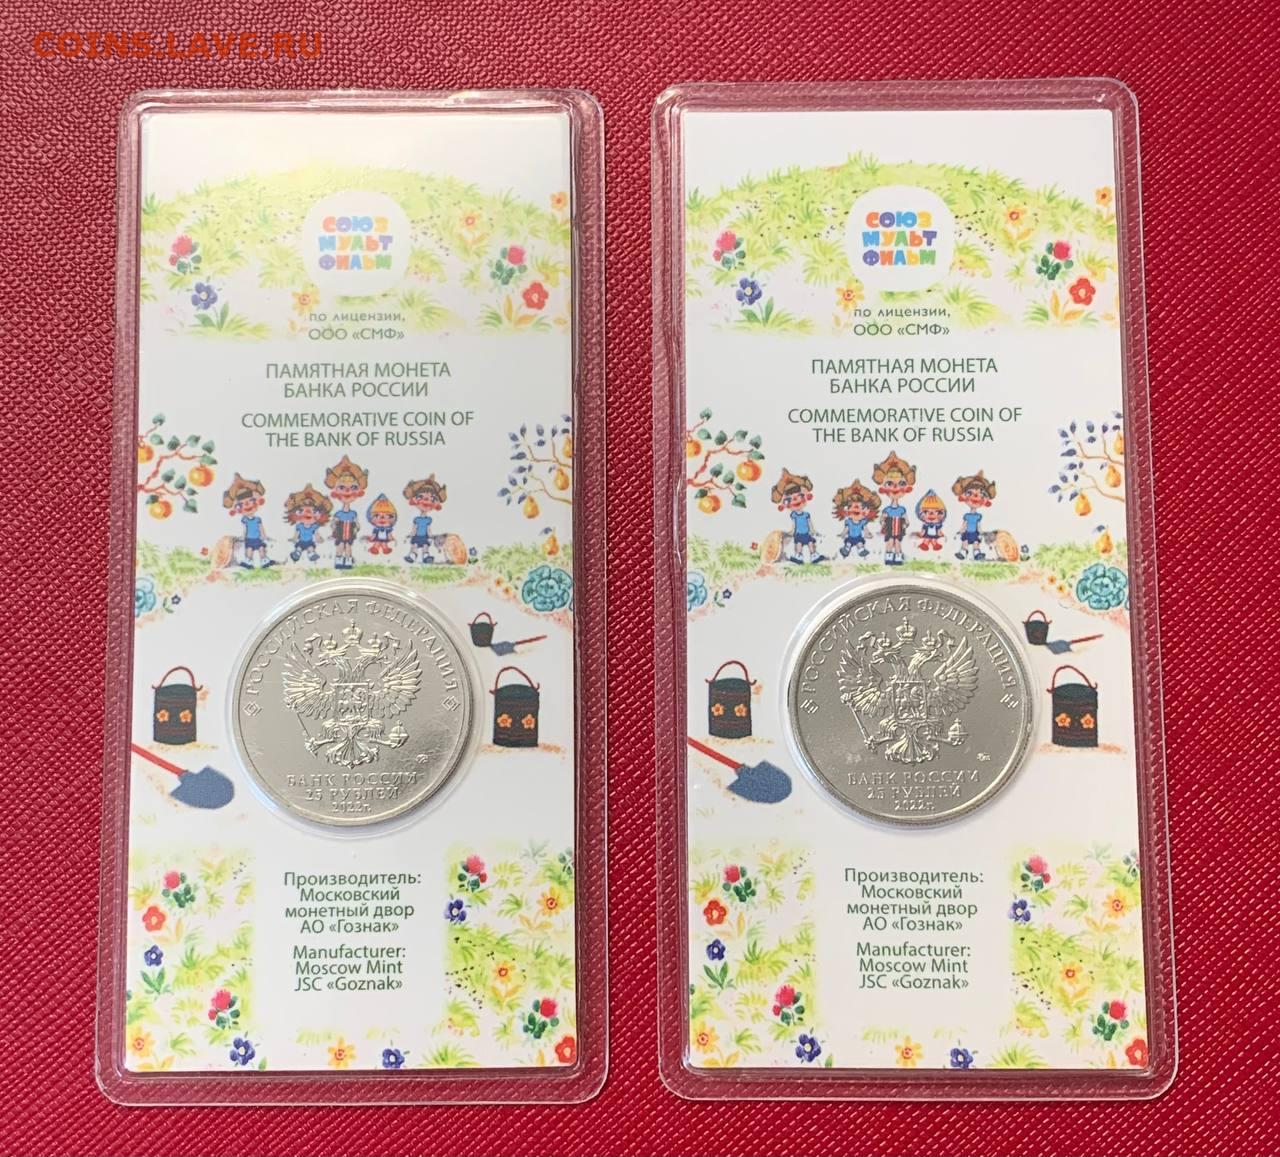 COINS.LAVE.RU
СОЮЗ
МУЛЬТ
ФИЛЬМ
по лицензии,
ООО «СМФ»
ПАМЯТНАЯ МОНЕТА
БАНКА РОССИИ
COMMEMORATIVE COIN OF
THE BANK OF RUSSIA
РОССИЙСКАЯ ФЕДЕРАЦИЯ
БАНК РОССИИ
25 РУБЛЕЙ
2022г.
Производитель:
Московский
монетный двор
АО «Гознак»
Manufacturer:
Moscow Mint
JSC «Goznak»
СОЮЗ
МУЛЬТ
ФИЛЬМ
по лицензии,
ООО «СМФ»
ПАМЯТНАЯ МОНЕТА
БАНКА РОССИИ
COMMEMORATIVE COIN OF
THE BANK OF RUSSIA
РОССИЙСКАЯ ФЕДЕРАЦИЯ
БАНК РОССИИ
25 РУБЛЕЙ
2022г.
Производитель:
Московский
монетный двор
АО «Гознак»
Manufacturer:
Moscow Mint
JSC «Goznak»